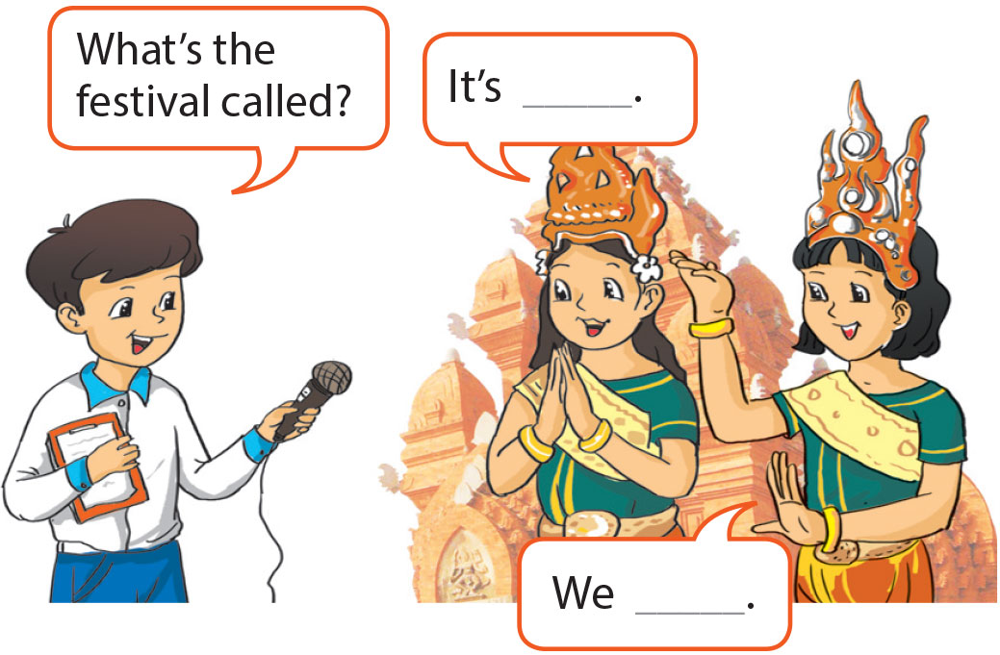 What’s the
festival called?
It’s _____.
We _____.